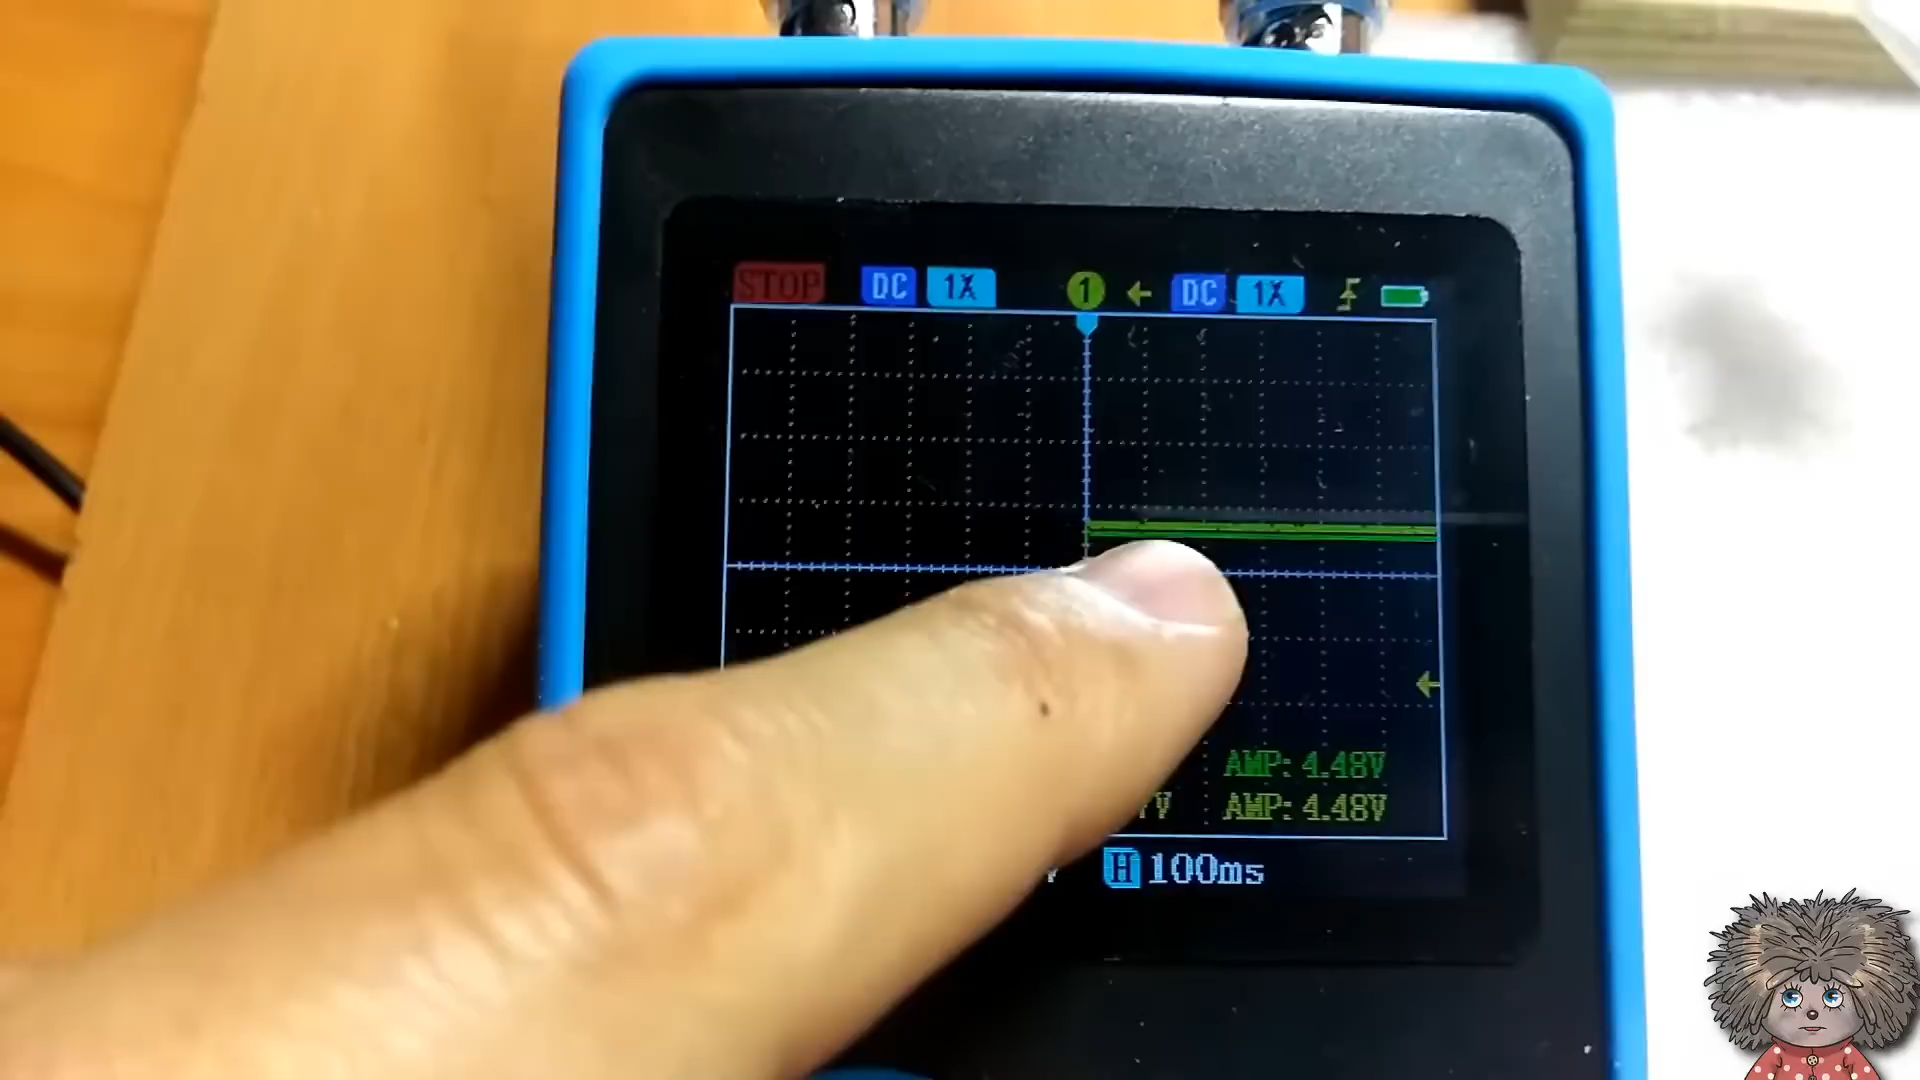 STOP DC 1X 1 DC 1X
AMP: 4.48V
V AMP: 4.48V
H 100ms